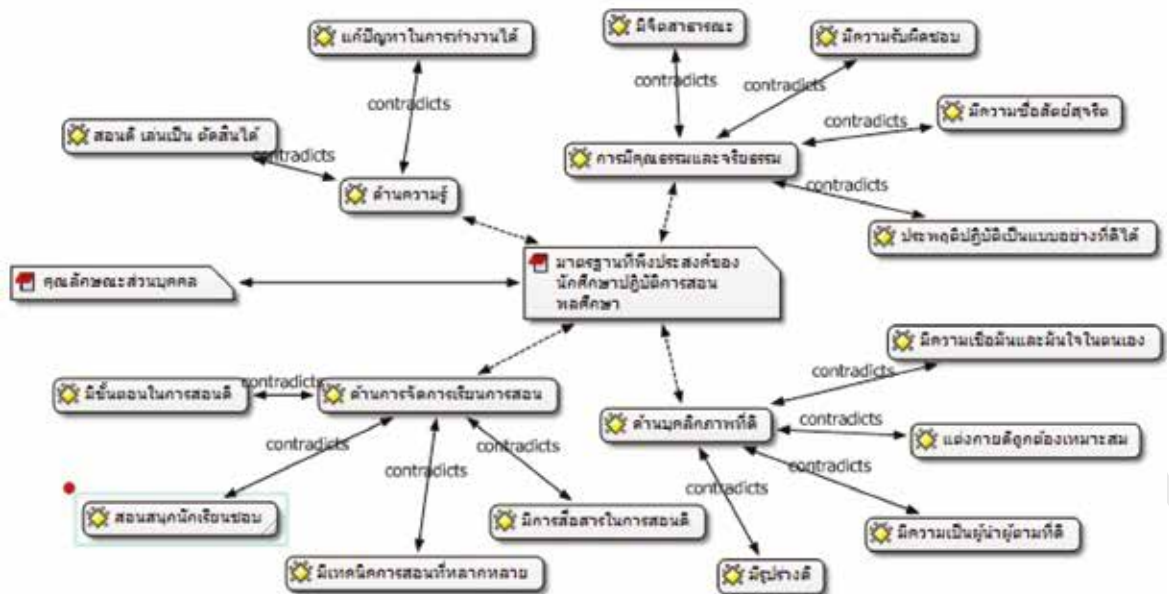 แก้ปัญหาในการทำงานได้
มีจิตสาธารณะ
มีความรับผิดชอบ
contradicts
contradicts
contradicts
มีความซื่อสัตย์สุจริต
contradicts
สอนดี เล่นเป็น ตัดสินได้
contradicts
การมีคุณธรรมและจริยธรรม
contradicts
ด้านความรู้
ประพฤติปฏิบัติเป็นแบบอย่างที่ดีได้
คุณลักษณะส่วนบุคคล
มาตรฐานที่พึงประสงค์ของ
นักศึกษาปฏิบัติการสอน
พลศึกษา
มีความเชื่อมั่นและมั่นใจในตนเอง
contradicts
มีขั้นตอนในการสอนดี
contradicts
ด้านการจัดการเรียนการสอน
contradicts
ด้านบุคลิกภาพที่ดี
แต่งกายดีถูกต้องเหมาะสม
contradicts
contradicts
contradicts
contradicts
contradicts
สอนสนุกนักเรียนชอบ
มีการสื่อสารในการสอนดี
มีความเป็นผู้นำผู้ตามที่ดี
มีเทคนิคการสอนที่หลากหลาย
มีรูปร่างดี